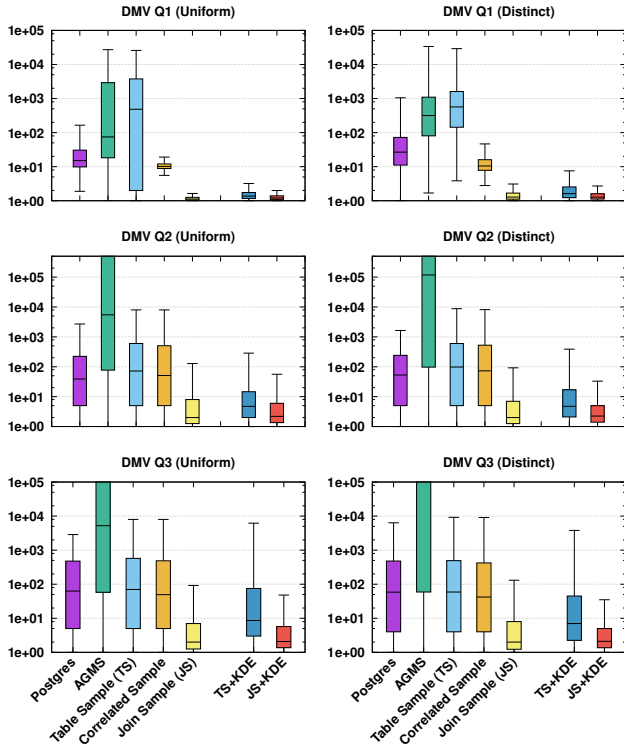 DMV Q1 (Uniform)
1e+05
1e+04
1e+03
1e+02
1e+01
1e+00
DMV Q1 (Distinct)
1e+05
1e+04
1e+03
1e+02
1e+01
1e+00
DMV Q2 (Uniform)
1e+05
1e+04
1e+03
1e+02
1e+01
1e+00
DMV Q2 (Distinct)
1e+05
1e+04
1e+03
1e+02
1e+01
1e+00
DMV Q3 (Uniform)
1e+05
1e+04
1e+03
1e+02
1e+01
1e+00
Postgres
AGMS
Table Sample (TS)
Correlated Sample
Join Sample (JS)
TS+KDE
JS+KDE
DMV Q3 (Distinct)
1e+05
1e+04
1e+03
1e+02
1e+01
1e+00
Postgres
AGMS
Table Sample (TS)
Correlated Sample
Join Sample (JS)
TS+KDE
JS+KDE